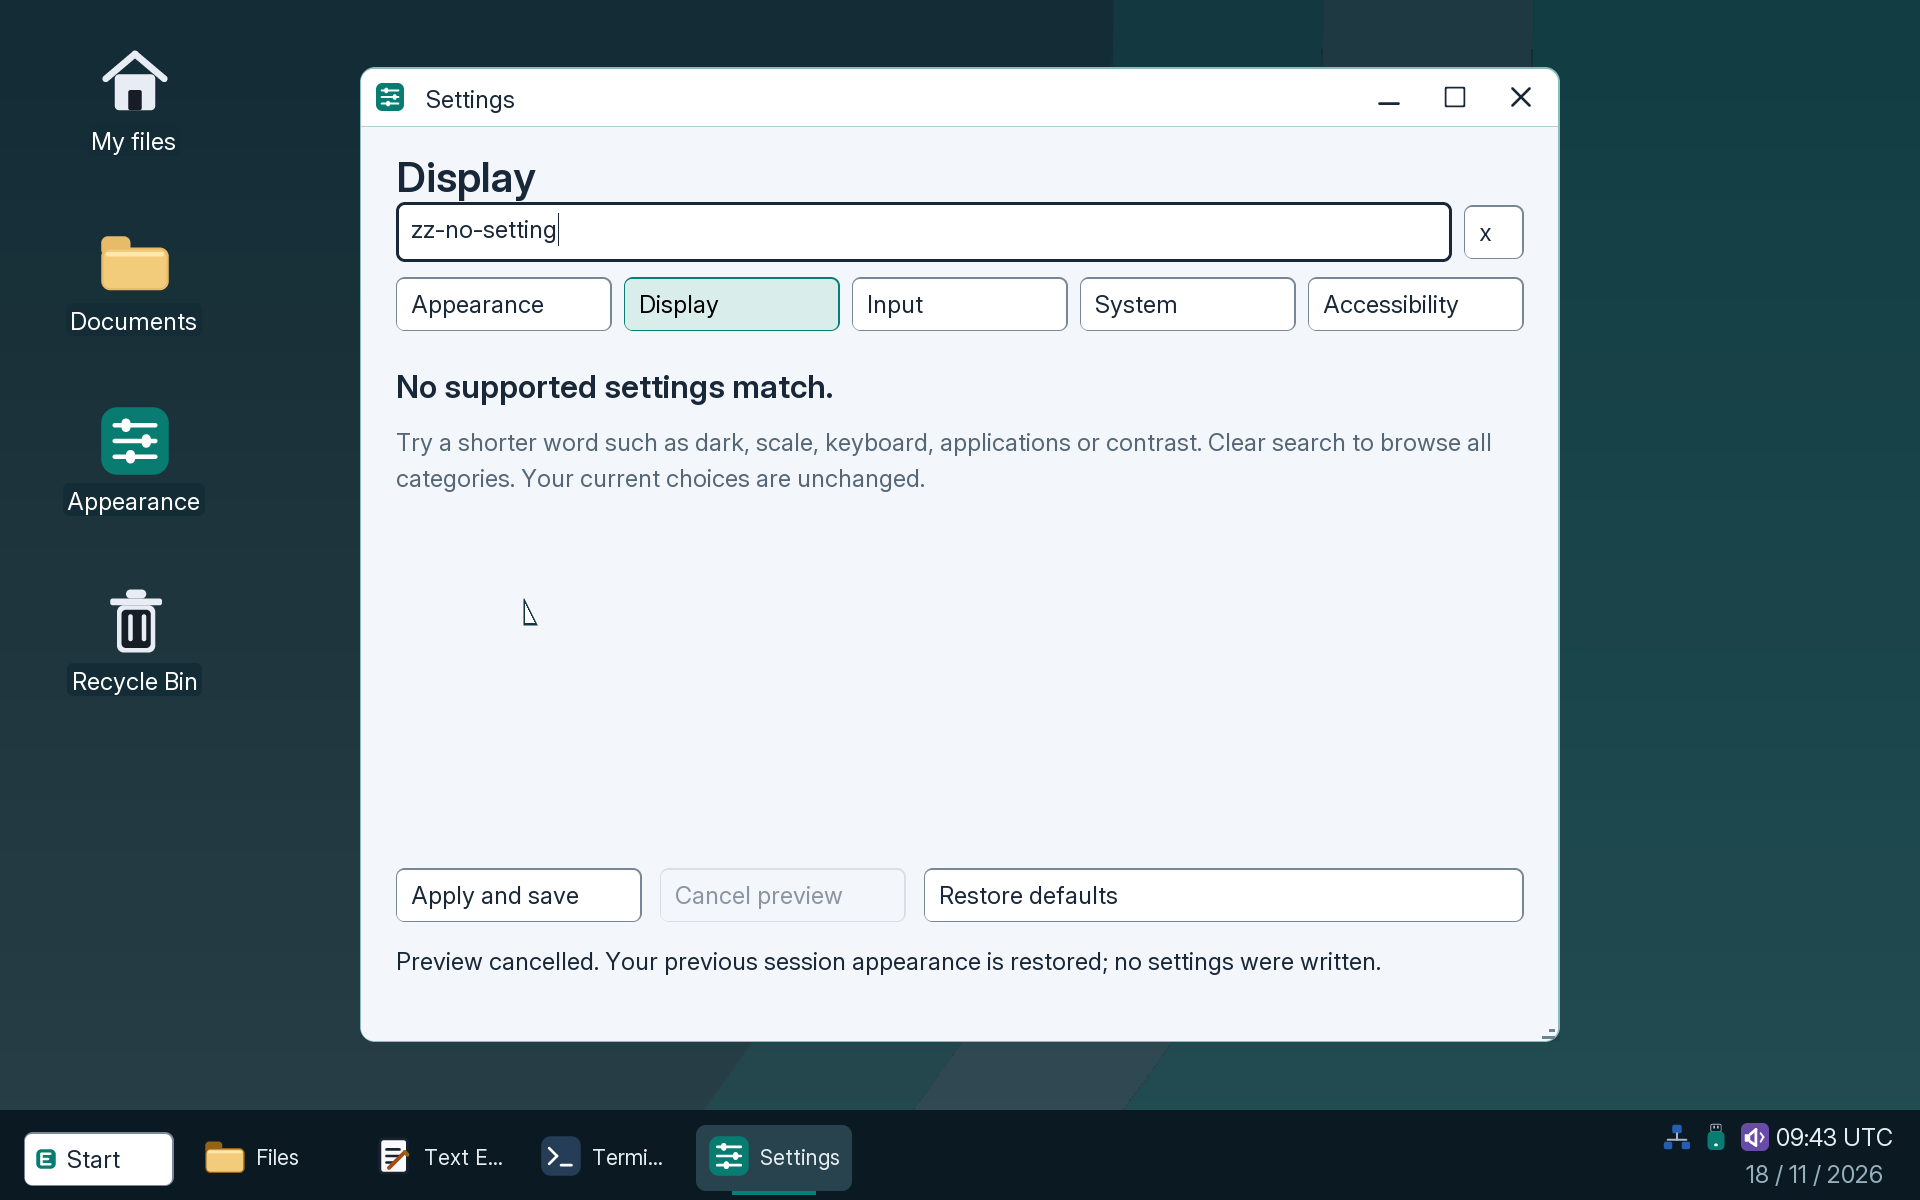 My files
Documents
Appearance
Recycle Bin
Settings
Display
zz-no-setting
x
Appearance
Display
Input
System
Accessibility
No supported settings match.
Try a shorter word such as dark, scale, keyboard, applications or contrast. Clear search to browse all
categories. Your current choices are unchanged.
Apply and save
Cancel preview
Restore defaults
Preview cancelled. Your previous session appearance is restored; no settings were written.
Start
Files
Text E...
Termi...
Settings
09:43 UTC
18 / 11 / 2026